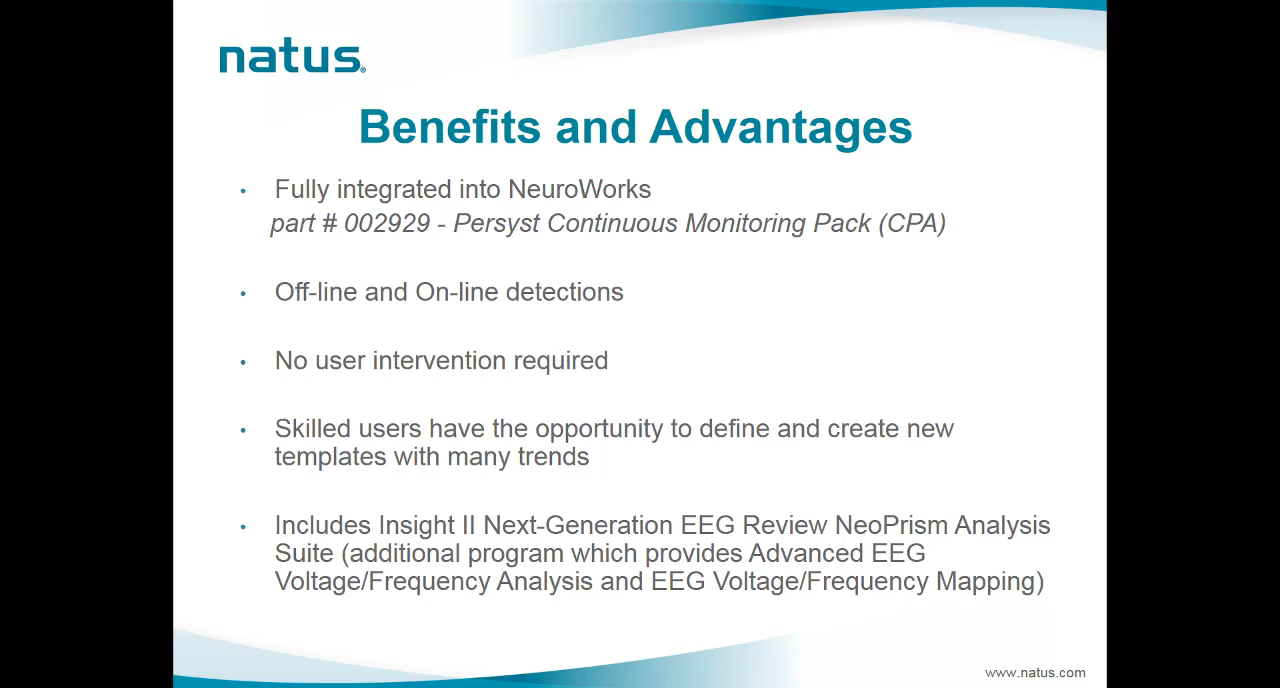 natus®
Benefits and Advantages
• Fully integrated into NeuroWorks
part # 002929 - Persyst Continuous Monitoring Pack (CPA)
• Off-line and On-line detections
• No user intervention required
• Skilled users have the opportunity to define and create new
templates with many trends
• Includes Insight II Next-Generation EEG Review NeoPrism Analysis
Suite (additional program which provides Advanced EEG
Voltage/Frequency Analysis and EEG Voltage/Frequency Mapping)
www.natus.com